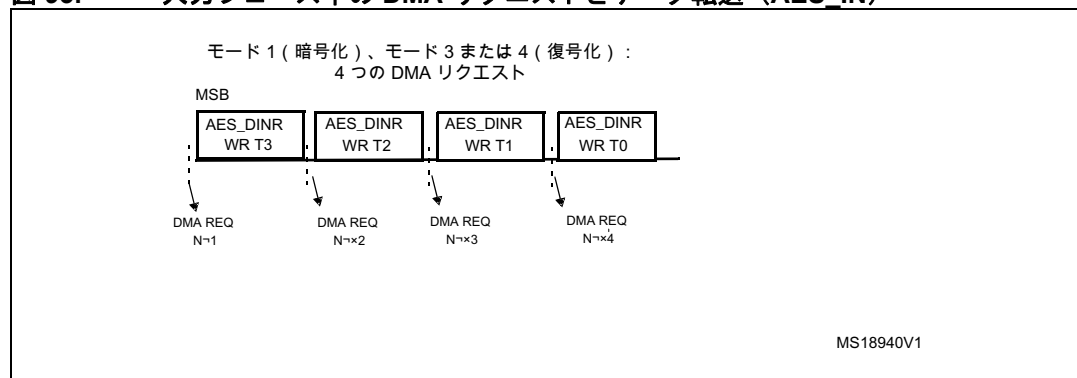 モード 1 ( 暗号化 ) 、モード 3 または 4 ( 復号化 ) :
4 つの DMA リクエスト
MSB
AES_DINR AES_DINR AES_DINR AES_DINR
WR T3 WR T2 WR T1 WR T0
DMA REQ DMA REQ DMA REQ DMA REQ
N¬1 N¬×2 N¬×3 N¬×4
MS18940V1